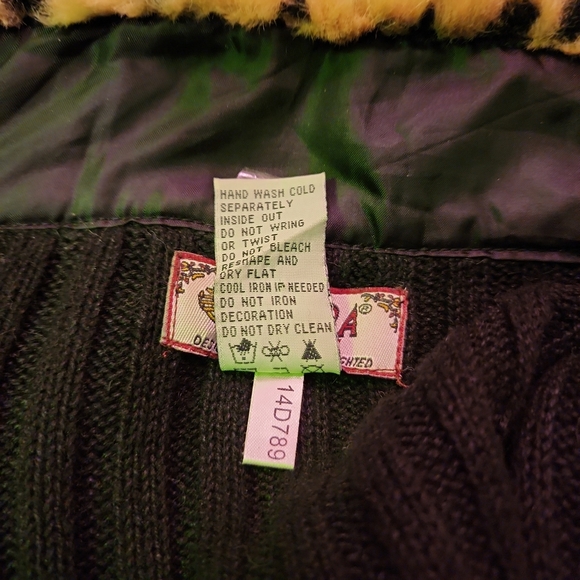 HAND WASH COLD
SEPARATELY
INSIDE OUT
DO NOT WRING
OR TWIST
DO NOT BLEACH
RESHAPE AND
DRY FLAT
COOL IRON IF NEEDED
DO NOT IRON
DECORATION
DO NOT DRY CLEAN
14D789